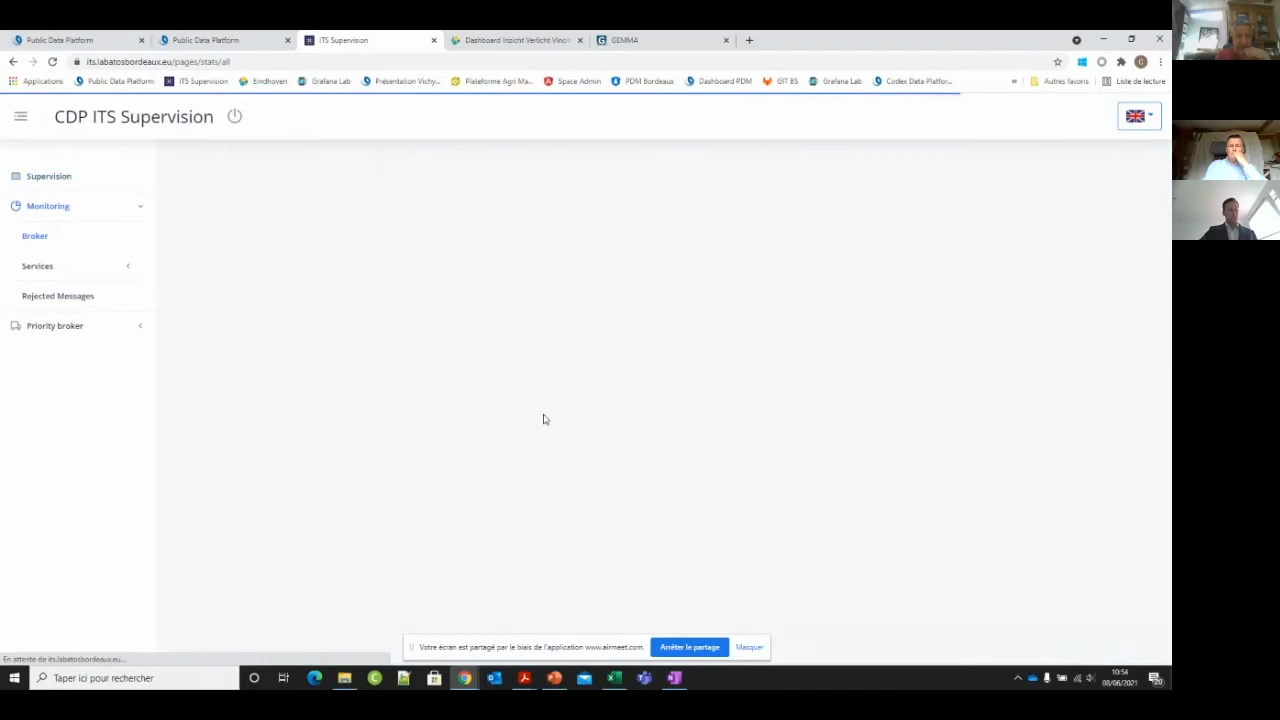 Public Data Platform
Public Data Platform
ITS Supervision
Dashboard Inzicht Verlicht Vinot
GEMMA
its.labatosbordeaux.eu/pages/stats/all
Applications
Public Data Platform
ITS Supervision
Eindhoven
Grafana Lab
Présentation Vichy...
Plateforme Agri Ma...
Space Admin
PDM Bordeaux
Dashboard PDM
GIT BS
Grafana Lab
Codex Data Platfor...
Autres favoris
Liste de lecture
CDP ITS Supervision
Supervision
Monitoring
Broker
Services
Rejected Messages
Priority broker
Votre écran est partagé par le biais de l'application www.airmeet.com.
Arrêter le partage
Masquer
En attente de its.labatosbordeaux.eu...
Taper ici pour rechercher
10:54
08/06/2021
20